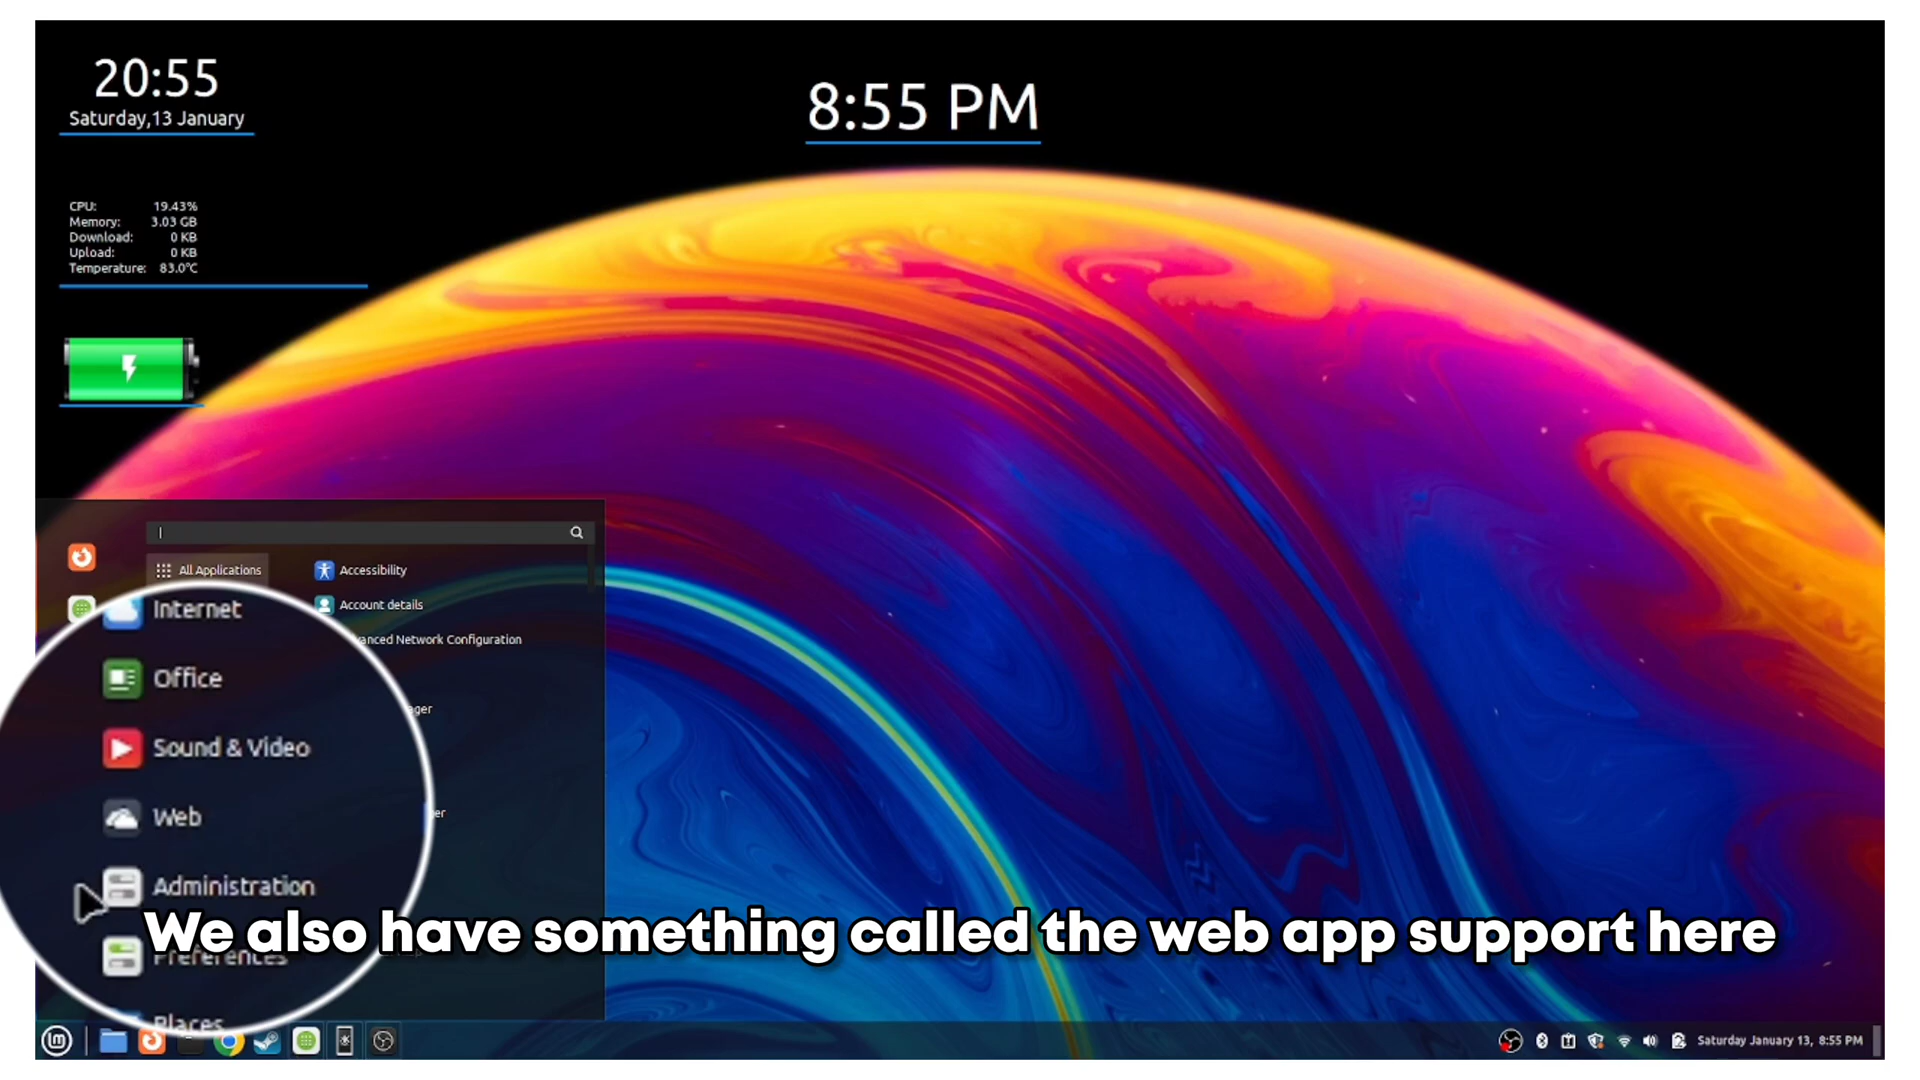 20:55
Saturday,13 January
8:55 PM
CPU: 19.43%
Memory: 3.03 GB
Download: 0 KB
Upload: 0 KB
Temperature: 83.0°C
All Applications
Internet
Office
Sound & Video
Web
Administration
Preferences
Places
Accessibility
Account details
anced Network Configuration
ager
er
We also have something called the web app support here
Saturday January 13, 8:55 PM